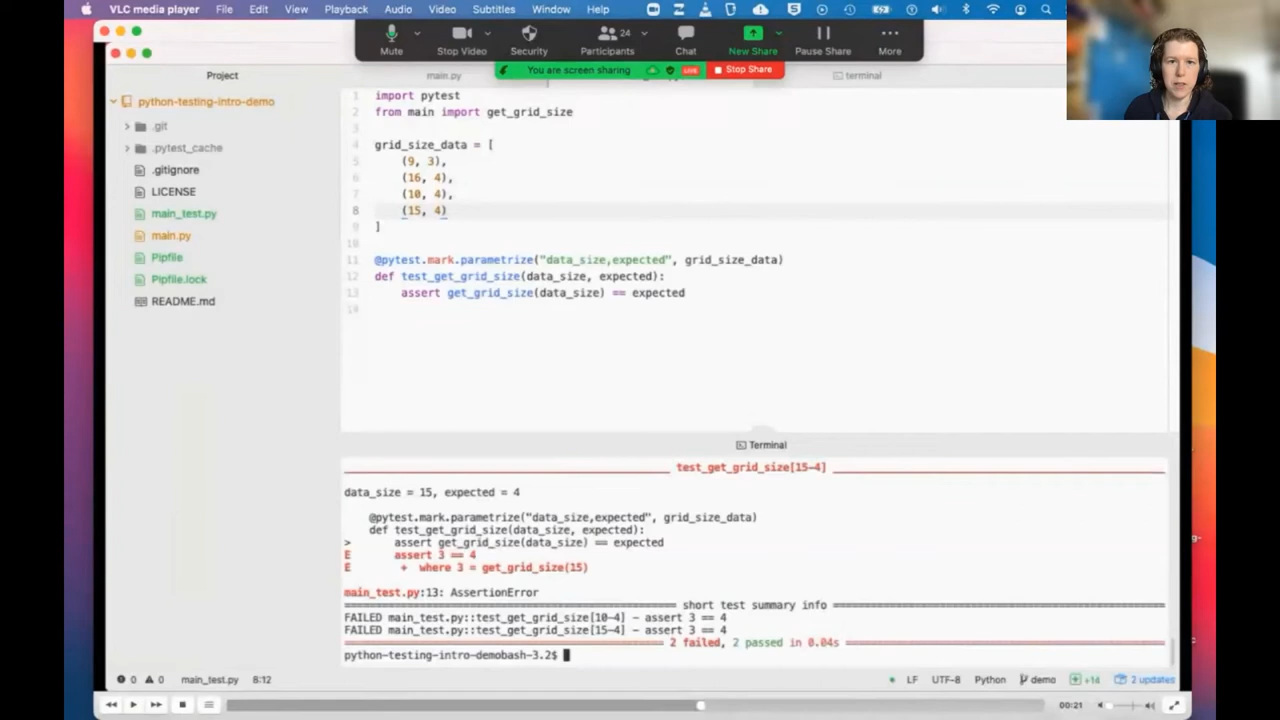 VLC media player File Edit View Playback Audio Video Subtitles Window Help
Mute Stop Video Security 24 Participants Chat New Share Pause Share More
You are screen sharing LIVE Stop Share
Project main.py terminal
python-testing-intro-demo
.git
.pytest_cache
.gitignore
LICENSE
main_test.py
main.py
Pipfile
Pipfile.lock
README.md
1 import pytest
2 from main import get_grid_size
3
4 grid_size_data = [
5 (9, 3),
6 (16, 4),
7 (10, 4),
8 (15, 4)
9 ]
10
11 @pytest.mark.parametrize("data_size,expected", grid_size_data)
12 def test_get_grid_size(data_size, expected):
13 assert get_grid_size(data_size) == expected
14
Terminal
test_get_grid_size[15-4]
data_size = 15, expected = 4
@pytest.mark.parametrize("data_size,expected", grid_size_data)
def test_get_grid_size(data_size, expected):
> assert get_grid_size(data_size) == expected
E assert 3 == 4
E + where 3 = get_grid_size(15)
main_test.py:13: AssertionError
short test summary info
FAILED main_test.py::test_get_grid_size[10-4] - assert 3 == 4
FAILED main_test.py::test_get_grid_size[15-4] - assert 3 == 4
2 failed, 2 passed in 0.04s
python-testing-intro-demobash-3.2$
0 0 main_test.py 8:12 LF UTF-8 Python demo +14 2 updates
00:21